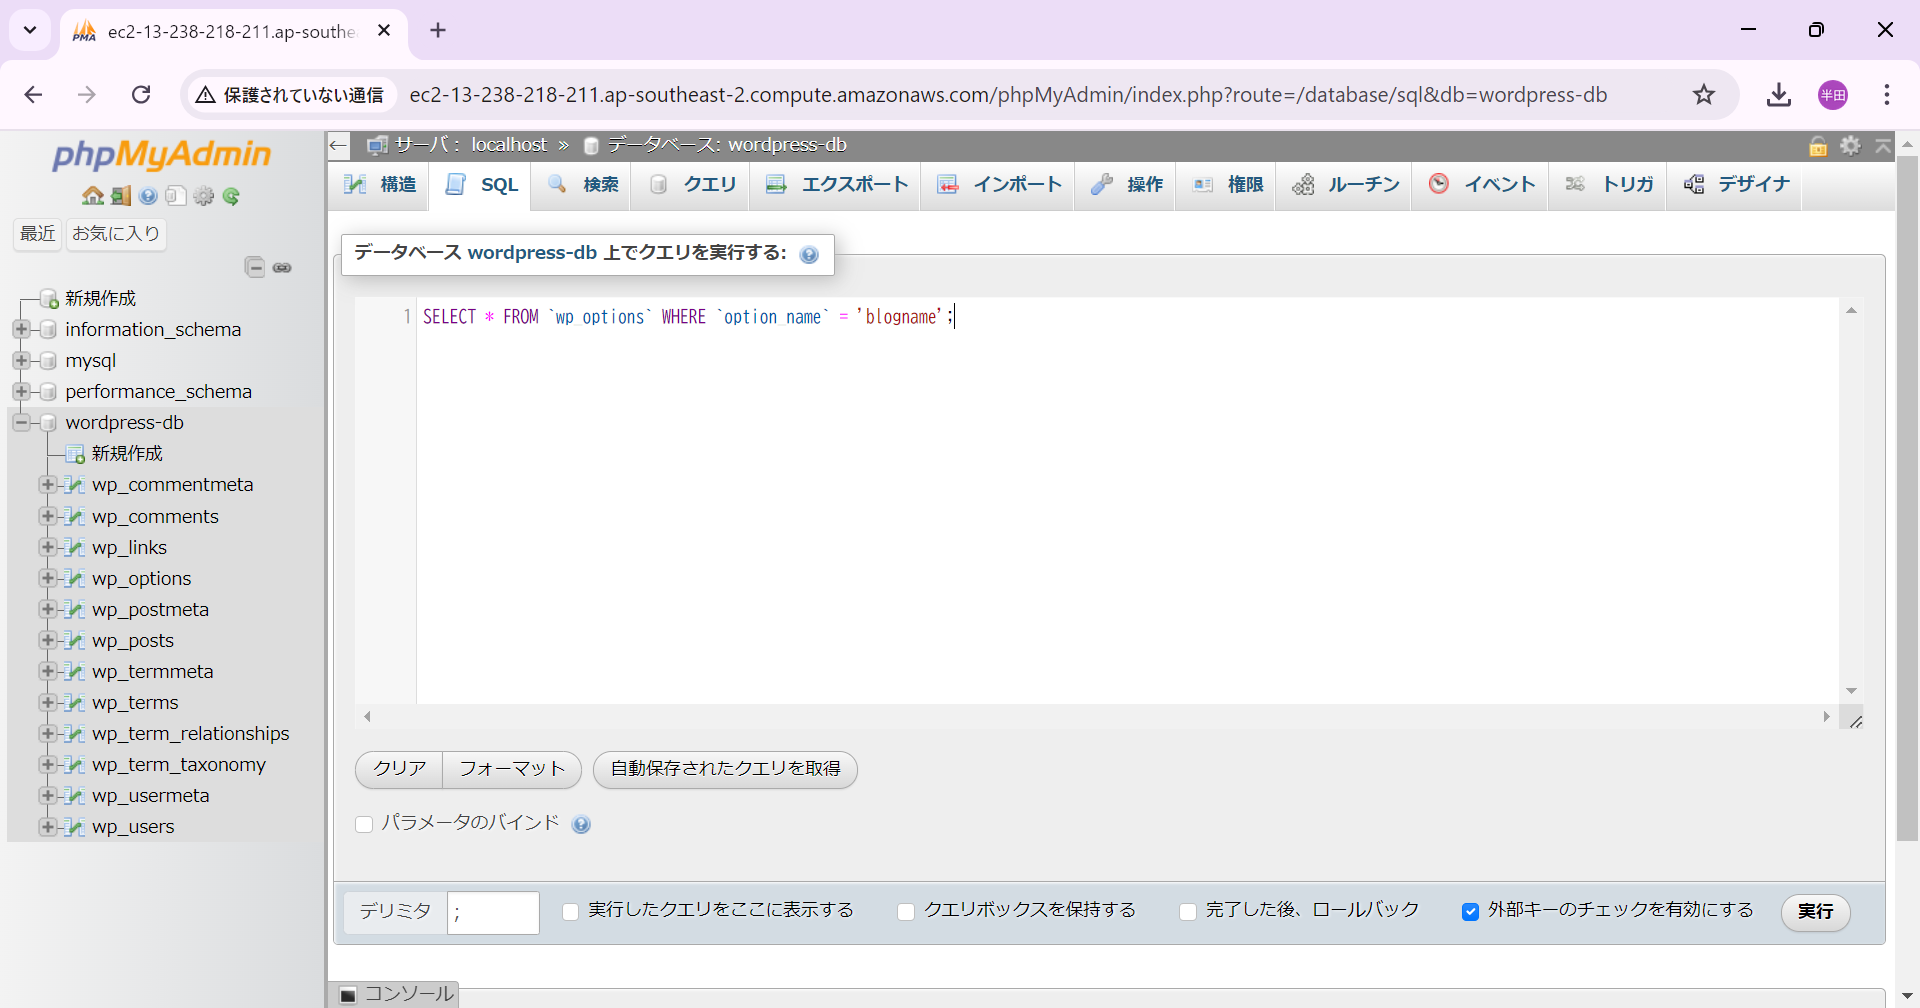 ec2-13-238-218-211.ap-southe
保護されていない通信
ec2-13-238-218-211.ap-southeast-2.compute.amazonaws.com/phpMyAdmin/index.php?route=/database/sql&db=wordpress-db
半田
phpMyAdmin
最近 お気に入り
新規作成
information_schema
mysql
performance_schema
wordpress-db
新規作成
wp_commentmeta
wp_comments
wp_links
wp_options
wp_postmeta
wp_posts
wp_termmeta
wp_terms
wp_term_relationships
wp_term_taxonomy
wp_usermeta
wp_users
サーバ: localhost » データベース: wordpress-db
構造 SQL 検索 クエリ エクスポート インポート 操作 権限 ルーチン イベント トリガ デザイナ
データベース wordpress-db 上でクエリを実行する:
1 SELECT * FROM `wp_options` WHERE `option_name` = 'blogname';
クリア フォーマット 自動保存されたクエリを取得
パラメータのバインド
デリミタ ; 実行したクエリをここに表示する クエリボックスを保持する 完了した後、ロールバック 外部キーのチェックを有効にする 実行
コンソール